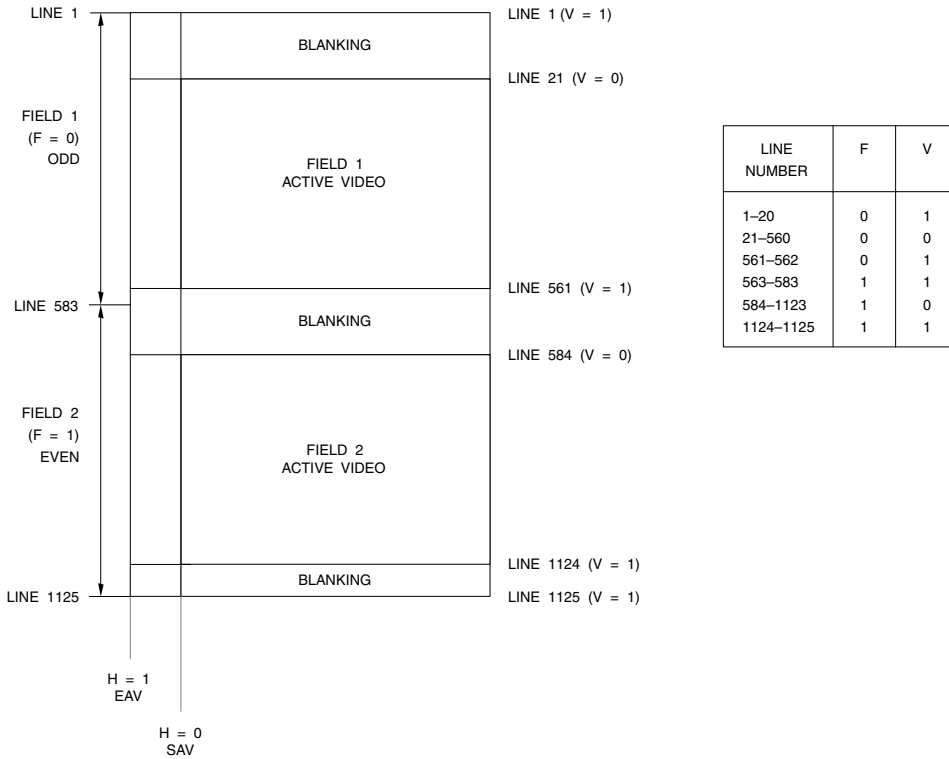 LINE 1
LINE 1 (V = 1)
BLANKING
LINE 21 (V = 0)
FIELD 1
(F = 0)
ODD
FIELD 1
ACTIVE VIDEO
LINE 561 (V = 1)
LINE 583
BLANKING
LINE 584 (V = 0)
FIELD 2
(F = 1)
EVEN
FIELD 2
ACTIVE VIDEO
LINE 1124 (V = 1)
BLANKING
LINE 1125
LINE 1125 (V = 1)
H = 1
EAV
H = 0
SAV
LINE NUMBER F V
1–20 0 1
21–560 0 0
561–562 0 1
563–583 1 1
584–1123 1 0
1124–1125 1 1